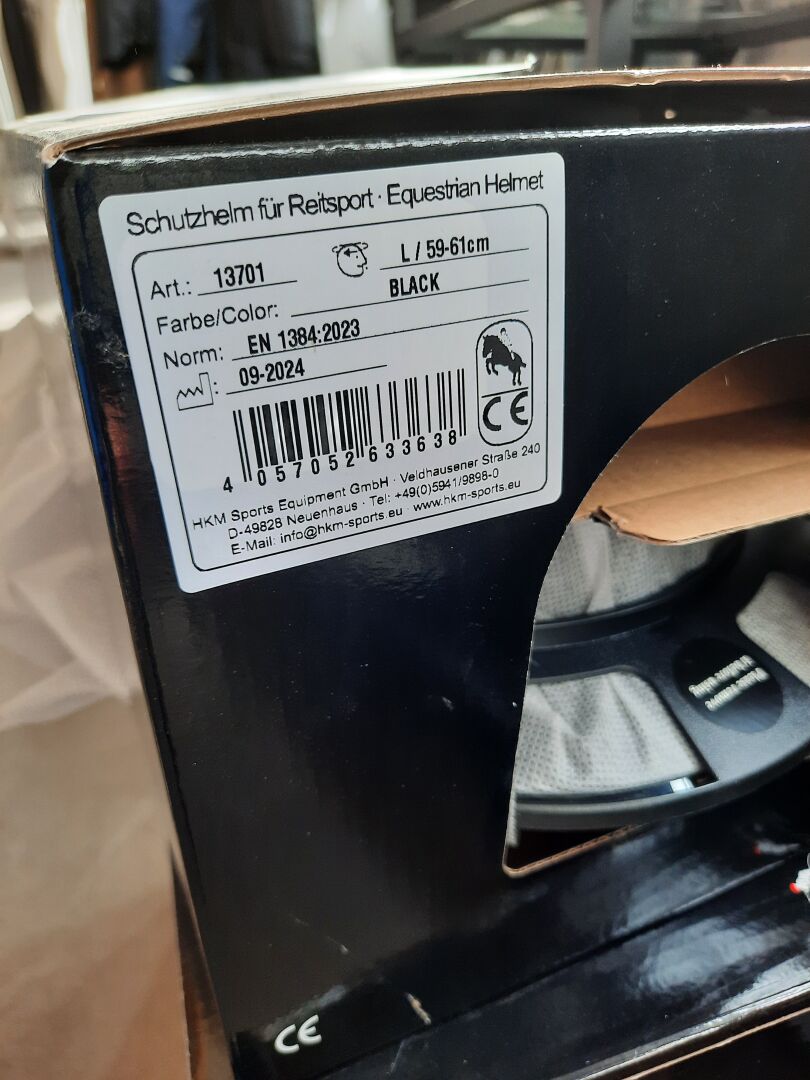 Schutzhelm für Reitsport · Equestrian Helmet
Art.: 13701 L / 59-61cm
Farbe/Color: BLACK
Norm: EN 1384:2023
: 09-2024
CE
4 057052 633638
HKM Sports Equipment GmbH · Veldhausener Straße 240
D-49828 Neuenhaus · Tel: +49(0)5941/9898-0
E-Mail: info@hkm-sports.eu · www.hkm-sports.eu
CE